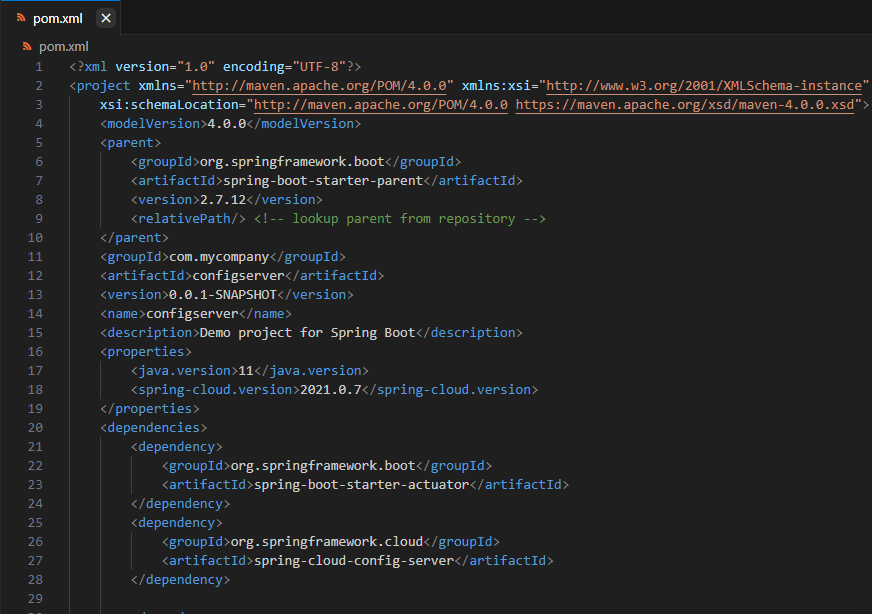 pom.xml
pom.xml
1 <?xml version="1.0" encoding="UTF-8"?>
2 <project xmlns="http://maven.apache.org/POM/4.0.0" xmlns:xsi="http://www.w3.org/2001/XMLSchema-instance"
3 xsi:schemaLocation="http://maven.apache.org/POM/4.0.0 https://maven.apache.org/xsd/maven-4.0.0.xsd">
4 <modelVersion>4.0.0</modelVersion>
5 <parent>
6 <groupId>org.springframework.boot</groupId>
7 <artifactId>spring-boot-starter-parent</artifactId>
8 <version>2.7.12</version>
9 <relativePath/> <!-- lookup parent from repository -->
10 </parent>
11 <groupId>com.mycompany</groupId>
12 <artifactId>configserver</artifactId>
13 <version>0.0.1-SNAPSHOT</version>
14 <name>configserver</name>
15 <description>Demo project for Spring Boot</description>
16 <properties>
17 <java.version>11</java.version>
18 <spring-cloud.version>2021.0.7</spring-cloud.version>
19 </properties>
20 <dependencies>
21 <dependency>
22 <groupId>org.springframework.boot</groupId>
23 <artifactId>spring-boot-starter-actuator</artifactId>
24 </dependency>
25 <dependency>
26 <groupId>org.springframework.cloud</groupId>
27 <artifactId>spring-cloud-config-server</artifactId>
28 </dependency>
29